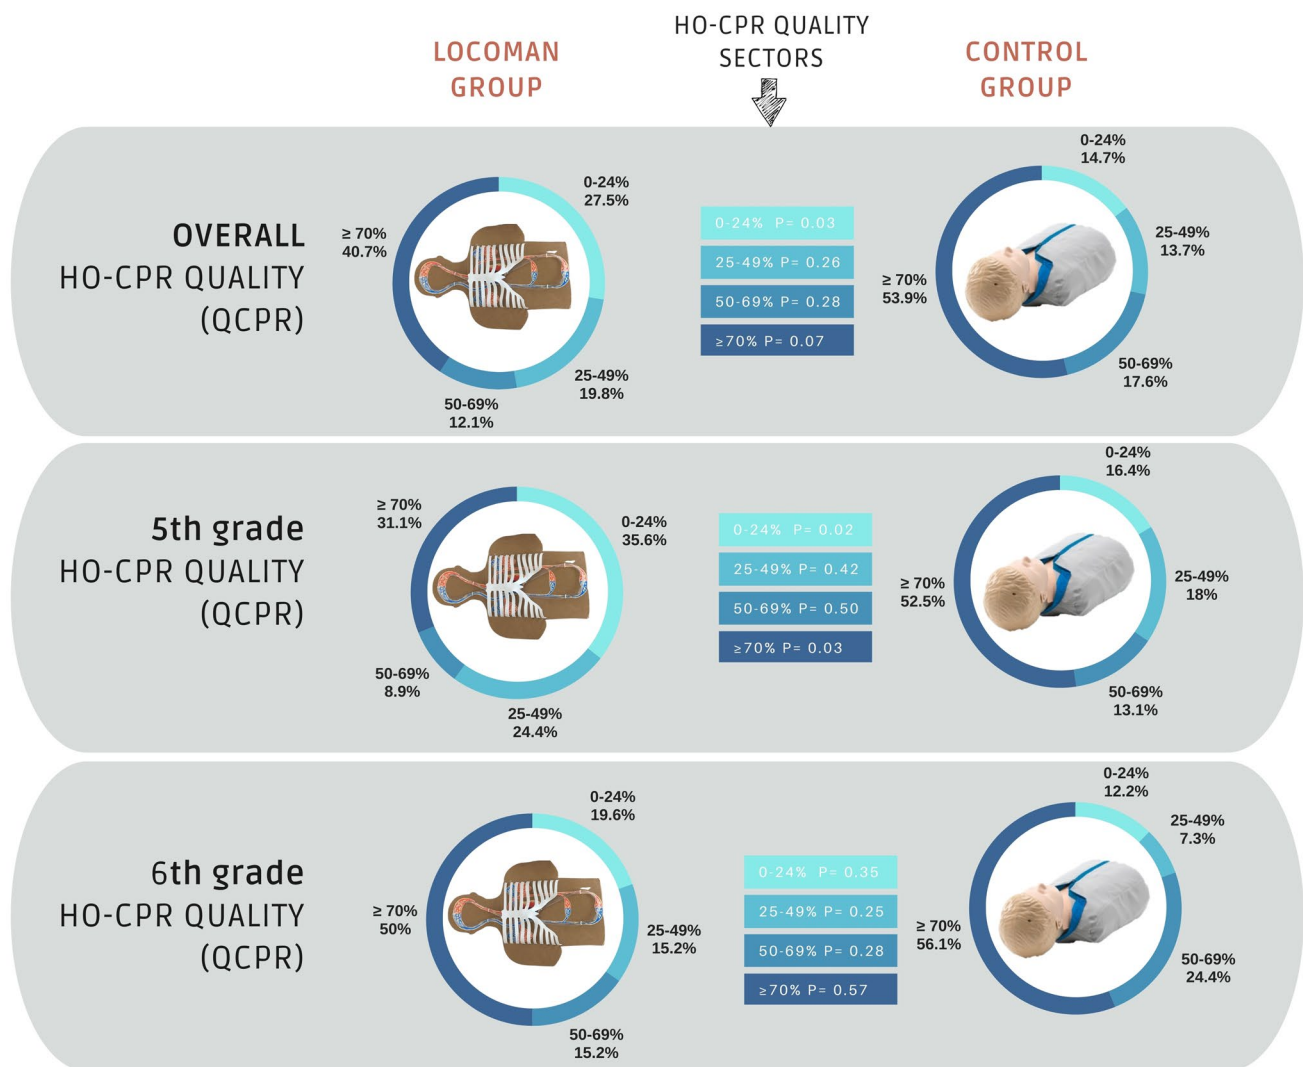 LOCOMAN
GROUP
HO-CPR QUALITY
SECTORS
CONTROL
GROUP
OVERALL
HO-CPR QUALITY
(QCPR)
0-24%
27.5%
25-49%
19.8%
50-69%
12.1%
≥ 70%
40.7%
0-24% P= 0.03
25-49% P= 0.26
50-69% P= 0.28
≥70% P= 0.07
0-24%
14.7%
25-49%
13.7%
50-69%
17.6%
≥ 70%
53.9%
5th grade
HO-CPR QUALITY
(QCPR)
0-24%
35.6%
25-49%
24.4%
50-69%
8.9%
≥ 70%
31.1%
0-24% P= 0.02
25-49% P= 0.42
50-69% P= 0.50
≥70% P= 0.03
0-24%
16.4%
25-49%
18%
50-69%
13.1%
≥ 70%
52.5%
6th grade
HO-CPR QUALITY
(QCPR)
0-24%
19.6%
25-49%
15.2%
50-69%
15.2%
≥ 70%
50%
0-24% P= 0.35
25-49% P= 0.25
50-69% P= 0.28
≥70% P= 0.57
0-24%
12.2%
25-49%
7.3%
50-69%
24.4%
≥ 70%
56.1%